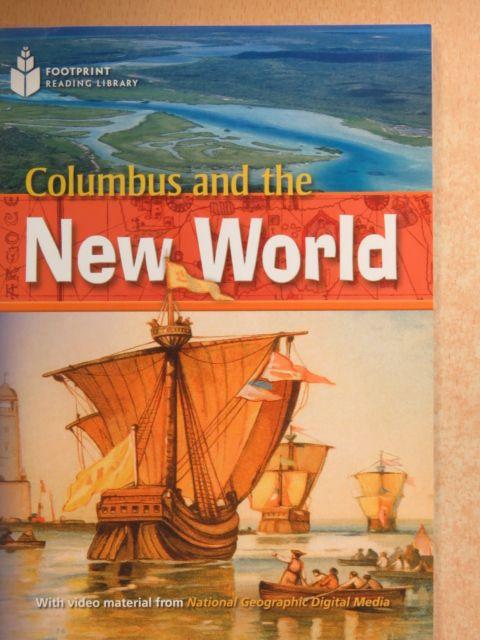 FOOTPRINT
READING LIBRARY
Columbus and the
New World
With video material from National Geographic Digital Media